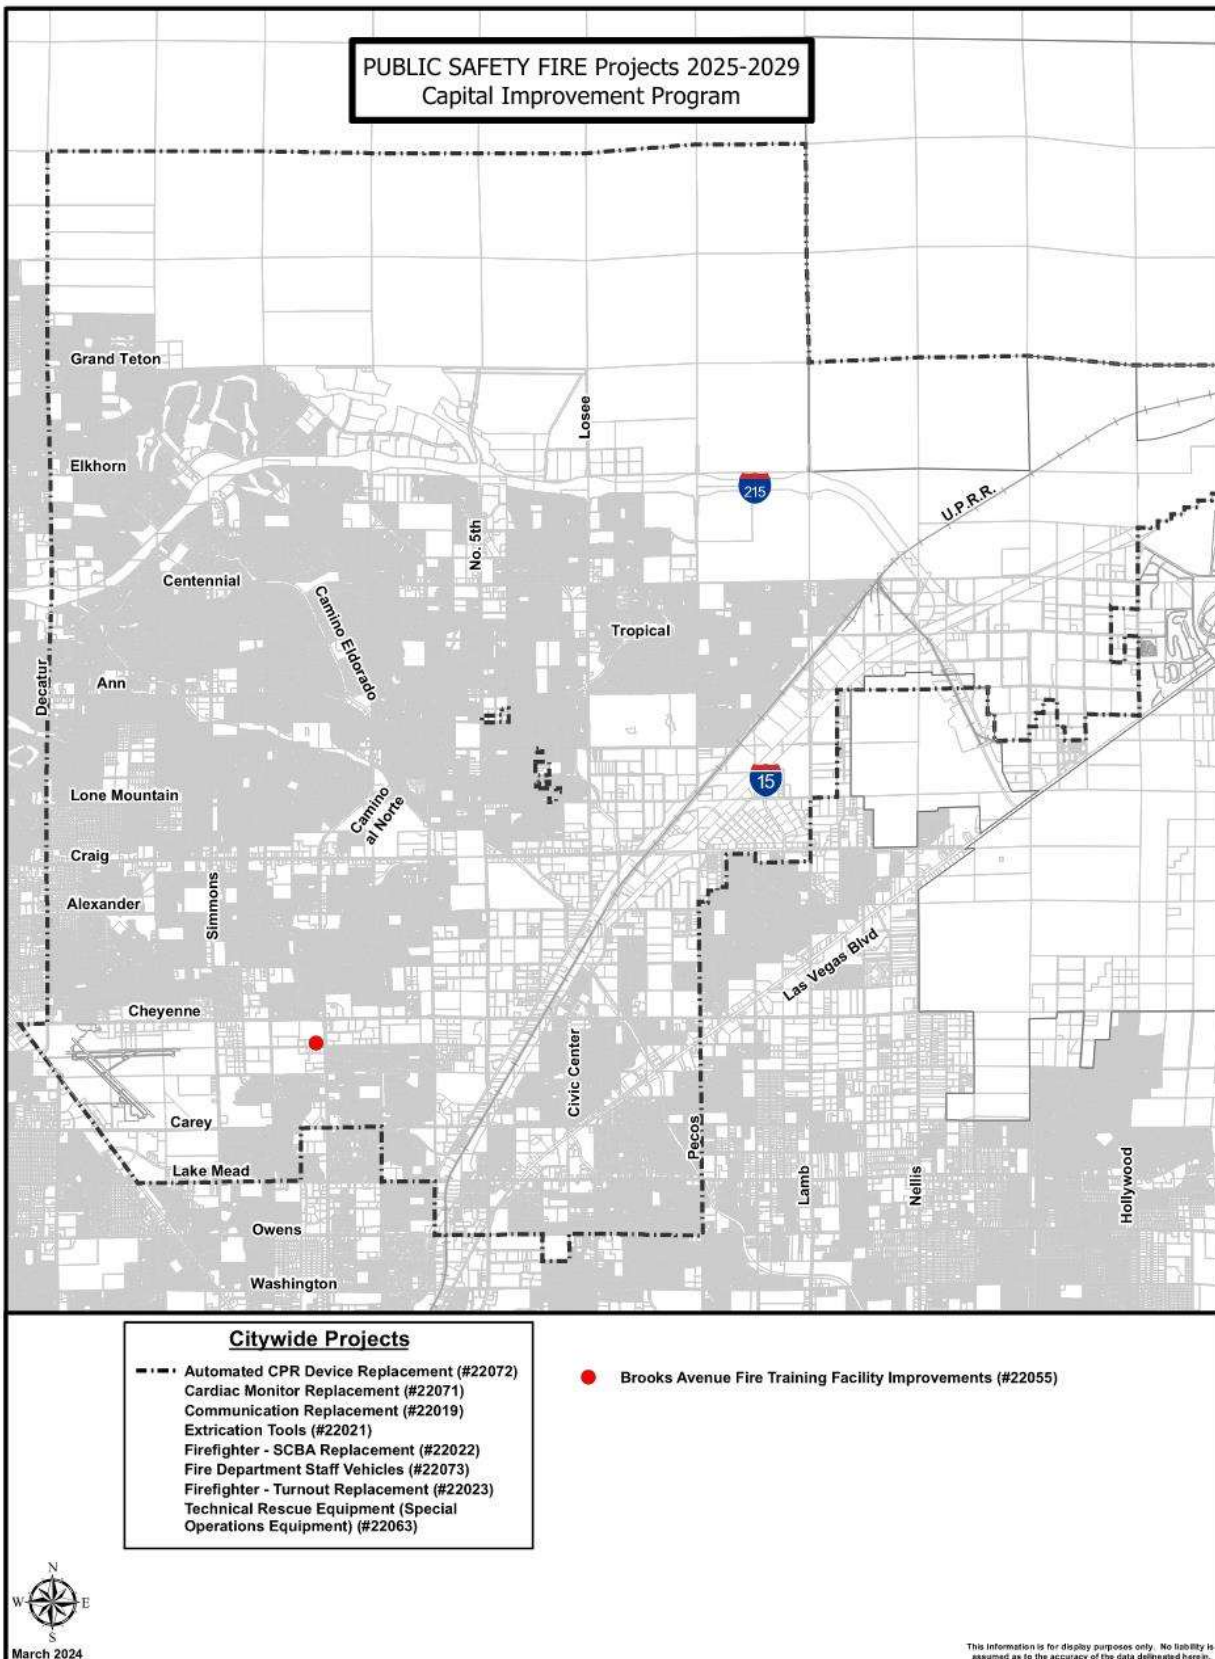 PUBLIC SAFETY FIRE Projects 2025-2029
Capital Improvement Program
Grand Teton
Losee
Elkhorn
215
U.P.R.R.
No. 5th
Centennial
Camino Eldorado
Tropical
Decatur
Ann
15
Lone Mountain
Camino
al Norte
Craig
Simmons
Alexander
Las Vegas Blvd
Cheyenne
Civic Center
Carey
Pecos
Lake Mead
Lamb
Nellis
Hollywood
Owens
Washington
Citywide Projects
Automated CPR Device Replacement (#22072)
Cardiac Monitor Replacement (#22071)
Communication Replacement (#22019)
Extrication Tools (#22021)
Firefighter - SCBA Replacement (#22022)
Fire Department Staff Vehicles (#22073)
Firefighter - Turnout Replacement (#22023)
Technical Rescue Equipment (Special
Operations Equipment) (#22063)
Brooks Avenue Fire Training Facility Improvements (#22055)
N
W E
S
March 2024
This information is for display purposes only. No liability is
assumed as to the accuracy of the data delineated herein.